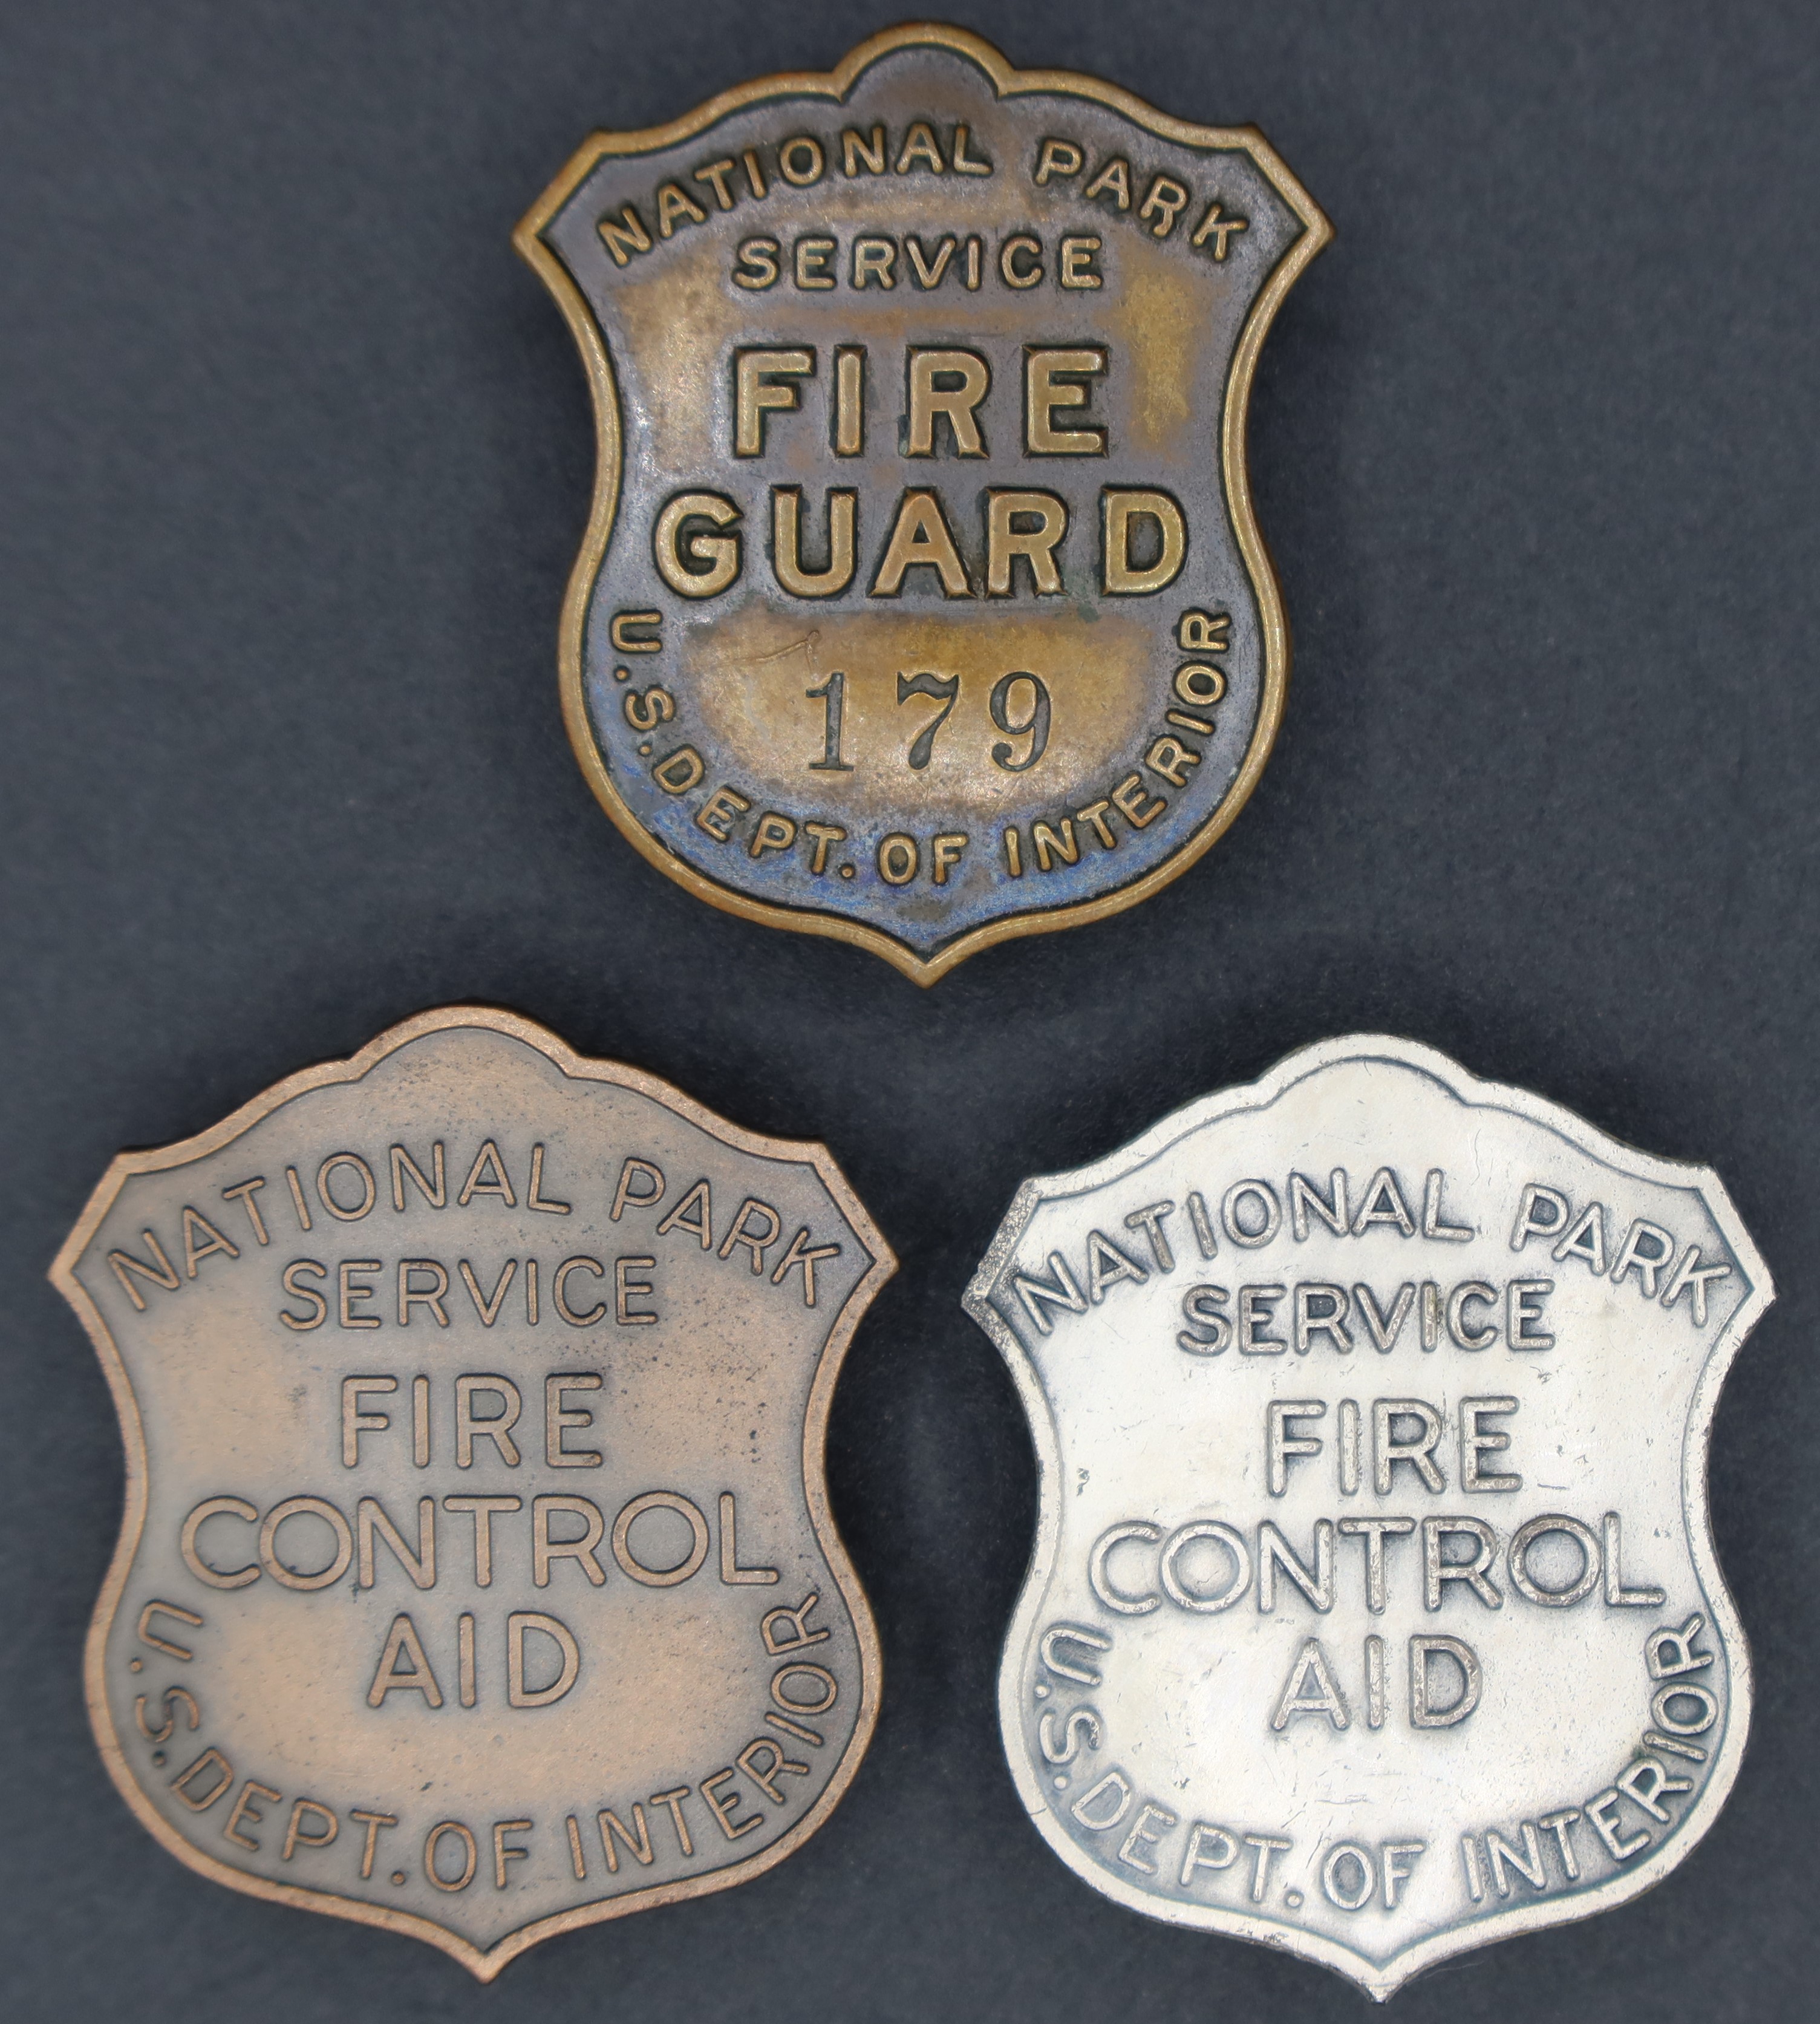 NATIONAL PARK
SERVICE
FIRE
GUARD
179
U.S.DEPT. OF INTERIOR
NATIONAL PARK
SERVICE
FIRE
CONTROL
AID
U.S.DEPT.OF INTERIOR
NATIONAL PARK
SERVICE
FIRE
CONTROL
AID
U.S.DEPT.OF INTERIOR